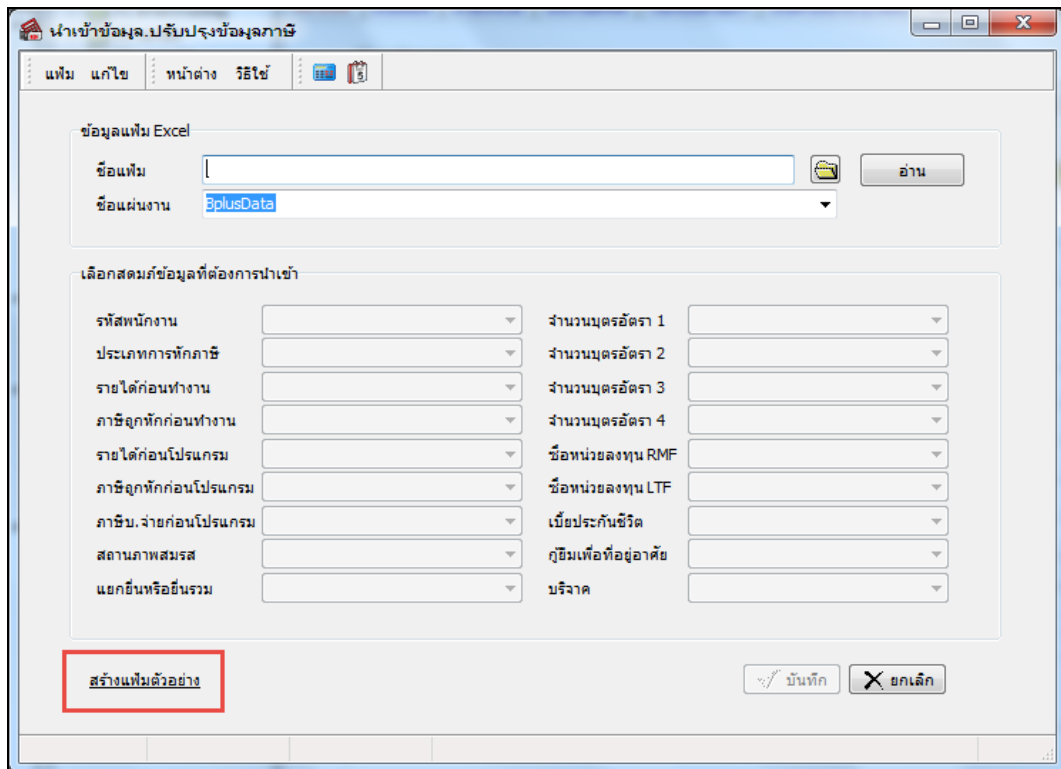 นำเข้าข้อมูล.ปรับปรุงข้อมูลภาษี
แฟ้ม แก้ไข หน้าต่าง วิธีใช้
ข้อมูลแฟ้ม Excel
ชื่อแฟ้ม อ่าน
ชื่อแผ่นงาน BplusData
เลือกสดมภ์ข้อมูลที่ต้องการนำเข้า
รหัสพนักงาน จำนวนบุตรอัตรา 1
ประเภทการหักภาษี จำนวนบุตรอัตรา 2
รายได้ก่อนทำงาน จำนวนบุตรอัตรา 3
ภาษีถูกหักก่อนทำงาน จำนวนบุตรอัตรา 4
รายได้ก่อนโปรแกรม ซื้อหน่วยลงทุน RMF
ภาษีถูกหักก่อนโปรแกรม ซื้อหน่วยลงทุน LTF
ภาษีบ.จ่ายก่อนโปรแกรม เบี้ยประกันชีวิต
สถานภาพสมรส กู้ยืมเพื่อที่อยู่อาศัย
แยกยื่นหรือยื่นรวม บริจาค
สร้างแฟ้มตัวอย่าง บันทึก ยกเลิก